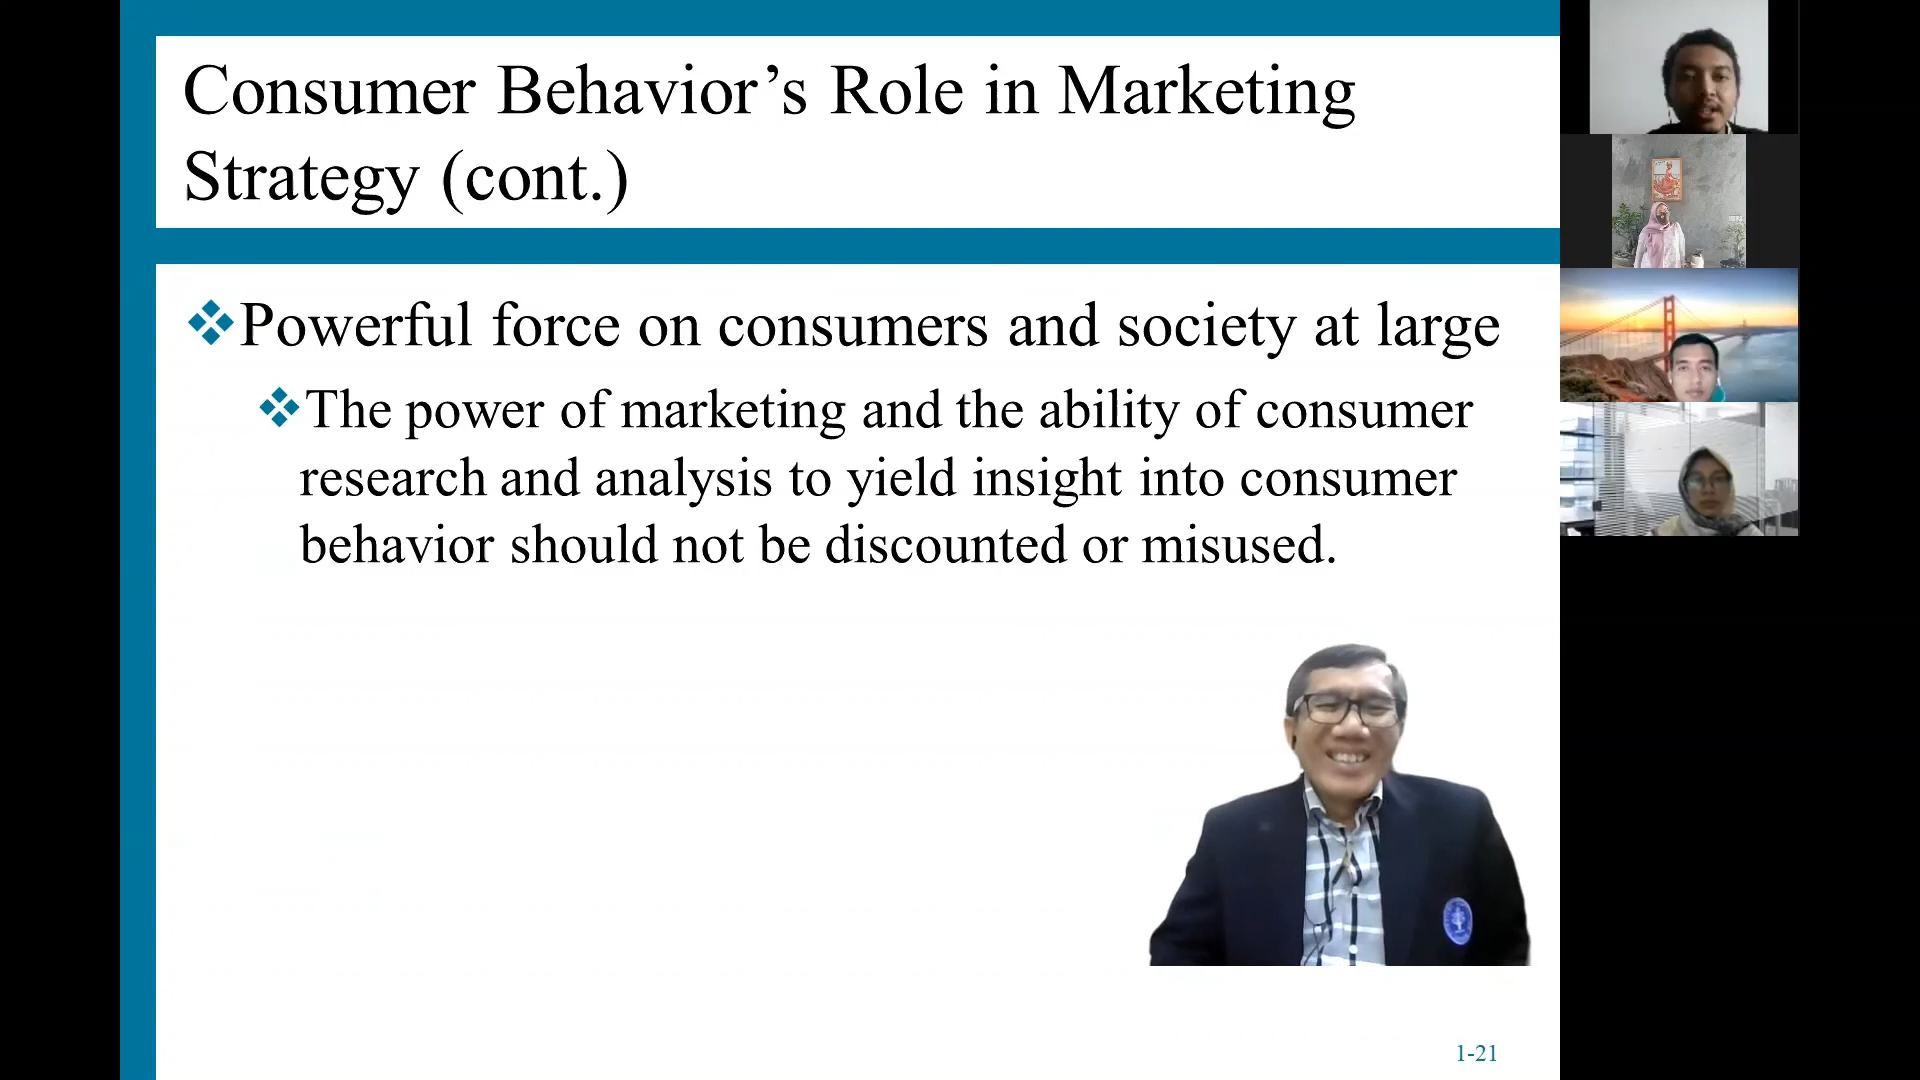 Consumer Behavior’s Role in Marketing
Strategy (cont.)
Powerful force on consumers and society at large
The power of marketing and the ability of consumer
research and analysis to yield insight into consumer
behavior should not be discounted or misused.
1-21